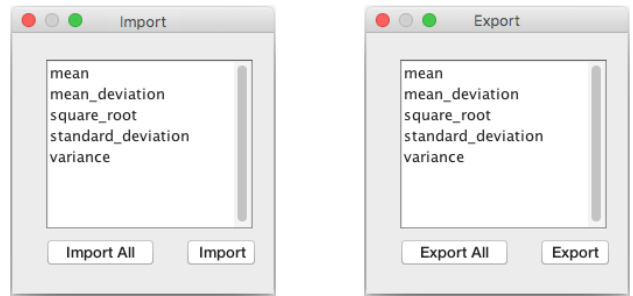 Import
mean
mean_deviation
square_root
standard_deviation
variance
Import All
Import
Export
mean
mean_deviation
square_root
standard_deviation
variance
Export All
Export